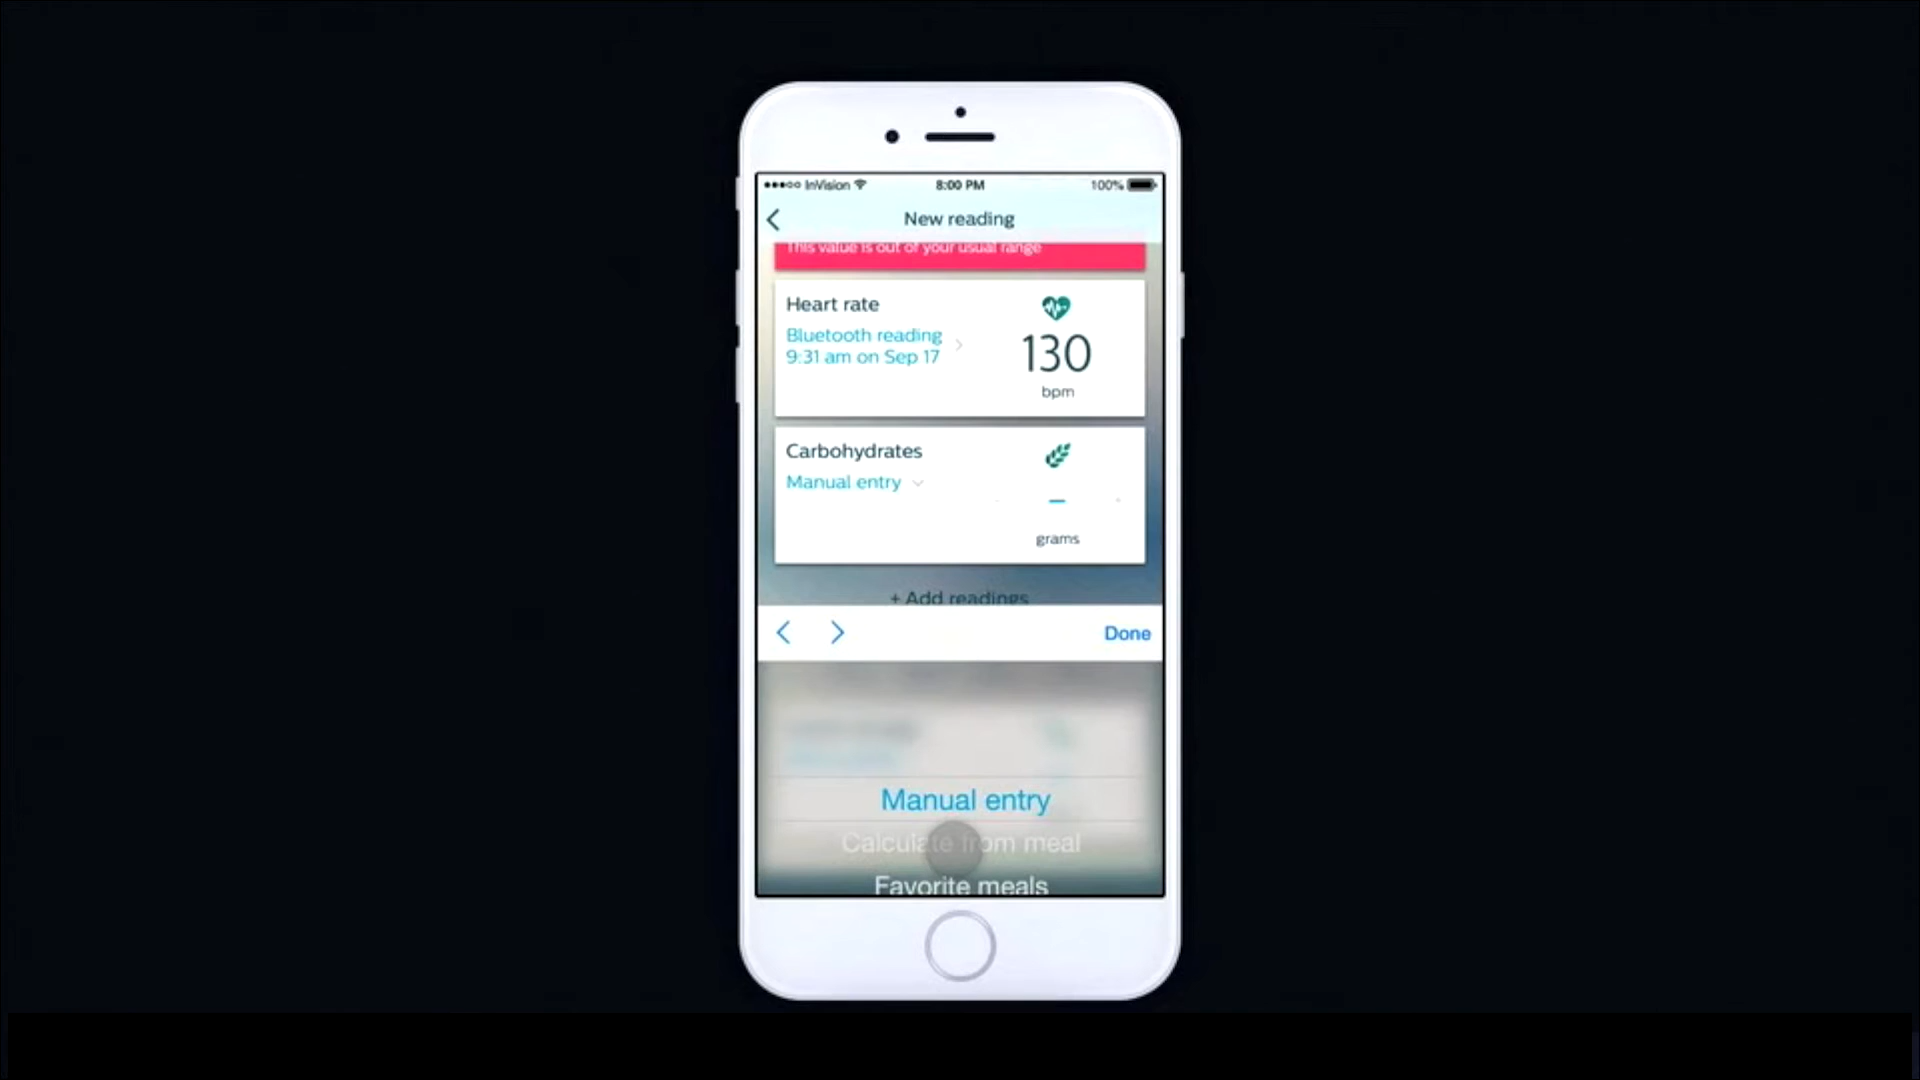 InVision 8:00 PM 100%
New reading
This value is out of your usual range
Heart rate
Bluetooth reading
9:31 am on Sep 17
130
bpm
Carbohydrates
Manual entry
grams
+ Add readings
Done
Manual entry
Calculate from meal
Favorite meals